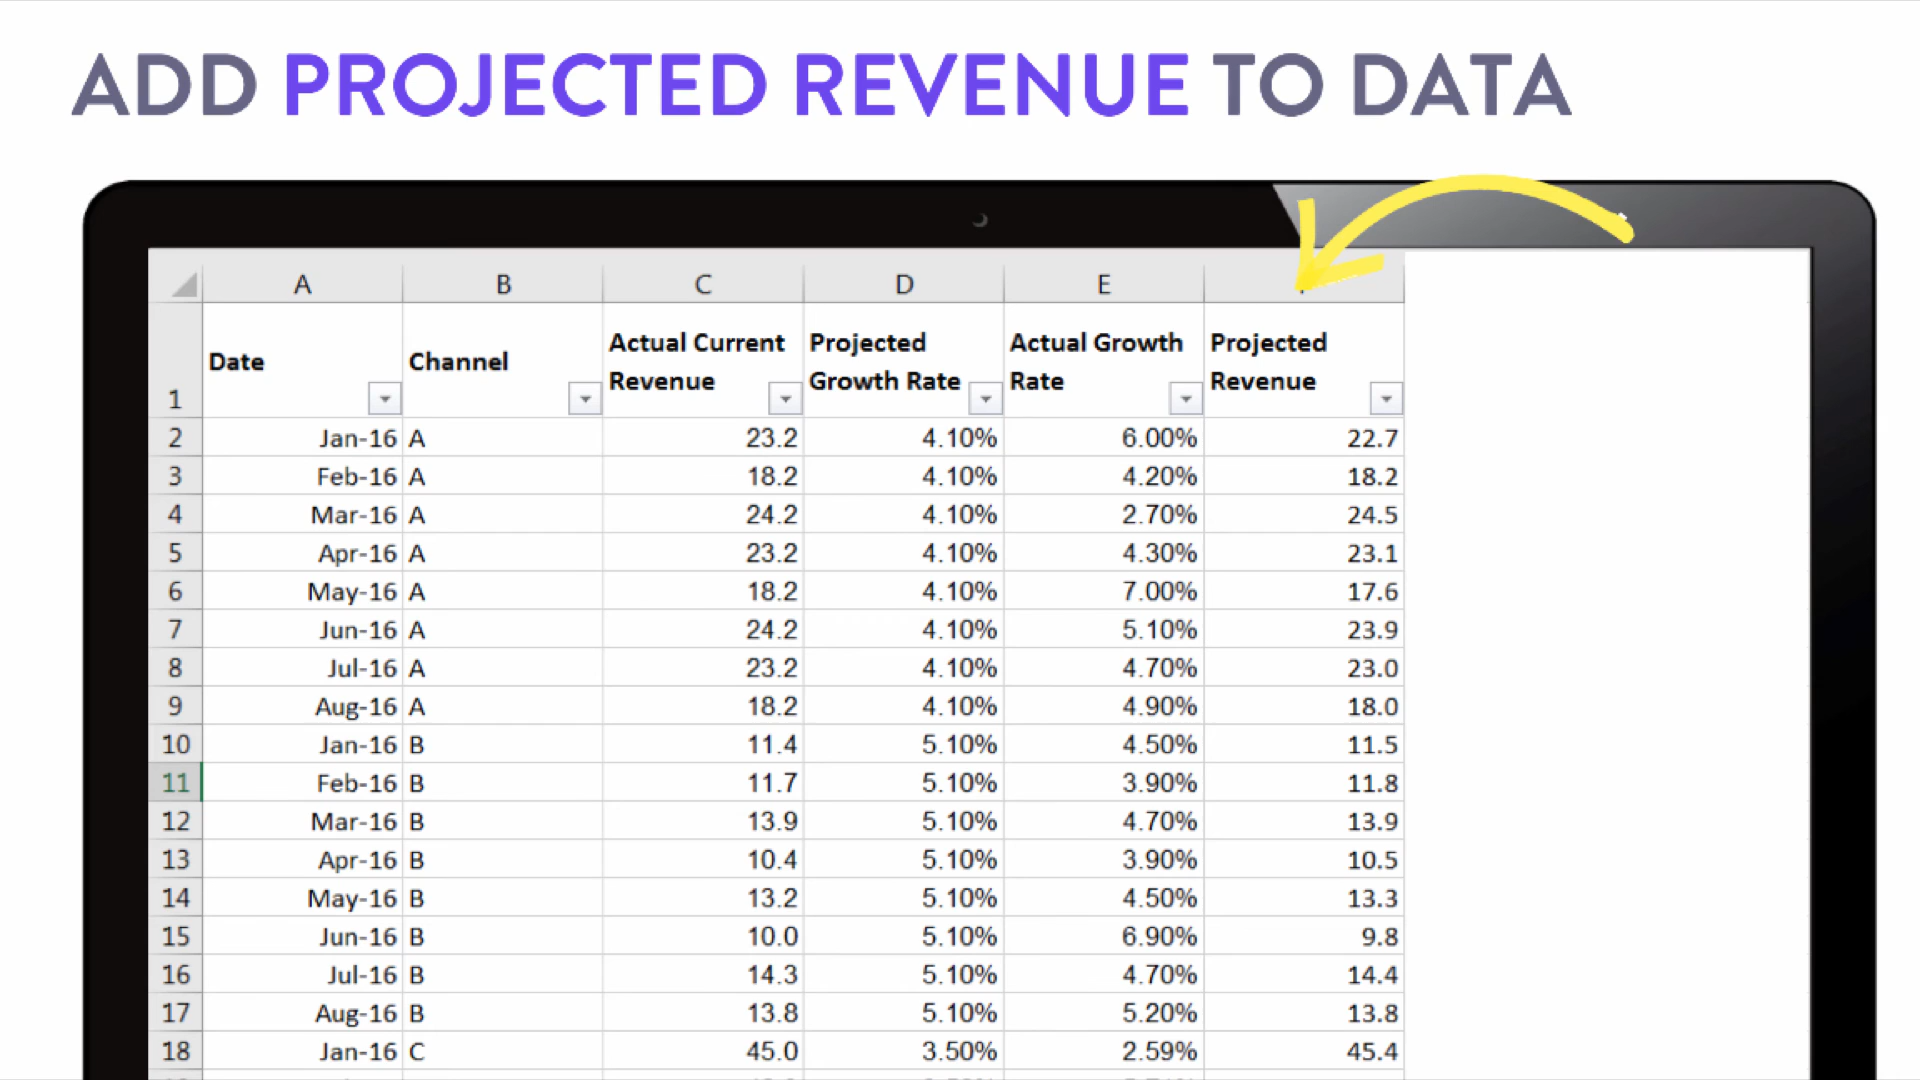 ADD PROJECTED REVENUE TO DATA
A B C D E
1 Date Channel Actual Current Revenue Projected Growth Rate Actual Growth Rate Projected Revenue
2 Jan-16 A 23.2 4.10% 6.00% 22.7
3 Feb-16 A 18.2 4.10% 4.20% 18.2
4 Mar-16 A 24.2 4.10% 2.70% 24.5
5 Apr-16 A 23.2 4.10% 4.30% 23.1
6 May-16 A 18.2 4.10% 7.00% 17.6
7 Jun-16 A 24.2 4.10% 5.10% 23.9
8 Jul-16 A 23.2 4.10% 4.70% 23.0
9 Aug-16 A 18.2 4.10% 4.90% 18.0
10 Jan-16 B 11.4 5.10% 4.50% 11.5
11 Feb-16 B 11.7 5.10% 3.90% 11.8
12 Mar-16 B 13.9 5.10% 4.70% 13.9
13 Apr-16 B 10.4 5.10% 3.90% 10.5
14 May-16 B 13.2 5.10% 4.50% 13.3
15 Jun-16 B 10.0 5.10% 6.90% 9.8
16 Jul-16 B 14.3 5.10% 4.70% 14.4
17 Aug-16 B 13.8 5.10% 5.20% 13.8
18 Jan-16 C 45.0 3.50% 2.59% 45.4